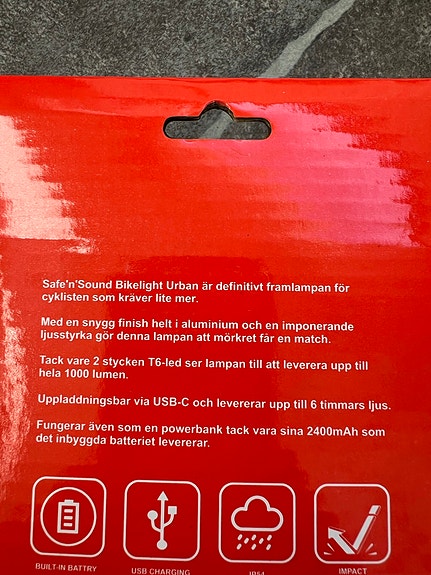 Safe'n'Sound Bikelight Urban är definitivt framlampan för
cyklisten som kräver lite mer.
Med en snygg finish helt i aluminium och en imponerande
ljusstyrka gör denna lampan att mörkret får en match.
Tack vare 2 stycken T6-led ser lampan till att leverera upp till
hela 1000 lumen.
Uppladdningsbar via USB-C och levererar upp till 6 timmars ljus.
Fungerar även som en powerbank tack vara sina 2400mAh som
det inbyggda batteriet levererar.
BUILT-IN BATTRY USB CHARGING IP54 IMPACT